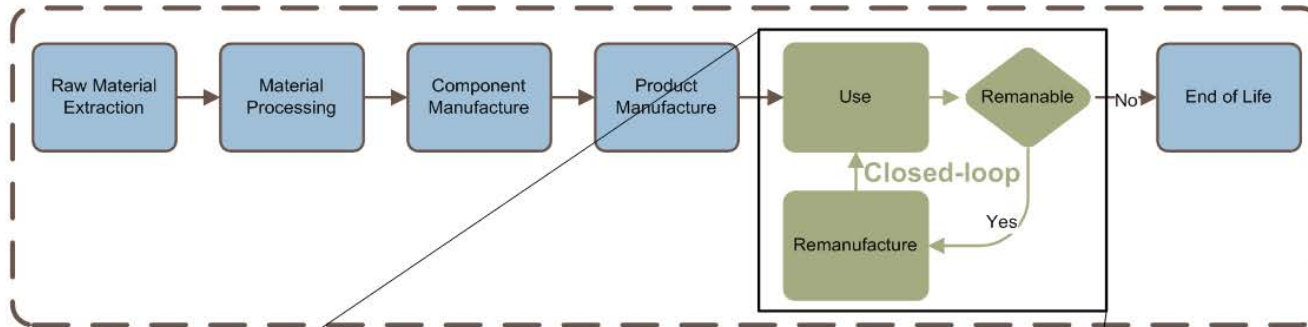 Raw Material
Extraction
Material
Processing
Component
Manufacture
Product
Manufacture
Use
Remanable
No
End of Life
Closed-loop
Yes
Remanufacture